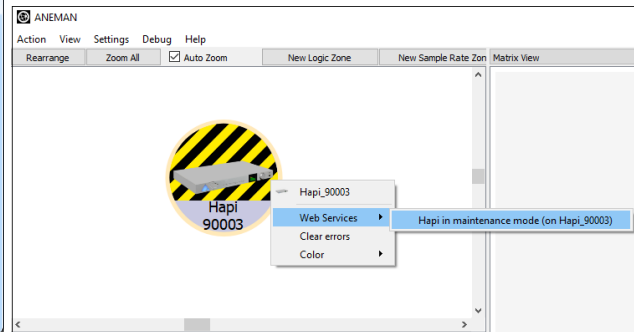 ANEMAN
Action View Settings Debug Help
Rearrange Zoom All Auto Zoom New Logic Zone New Sample Rate Zon Matrix View
Hapi
90003
Hapi_90003
Web Services Hapi in maintenance mode (on Hapi_90003)
Clear errors
Color